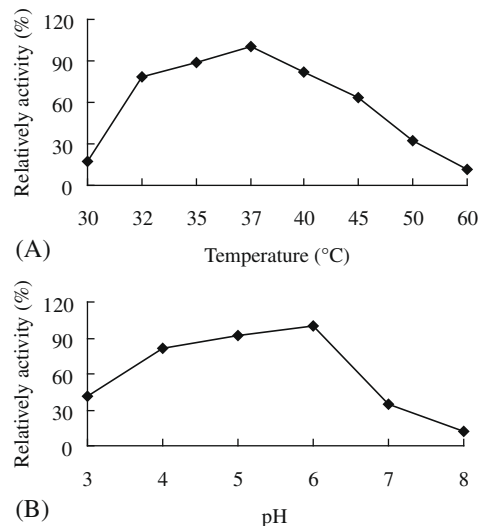 Relatively activity (%)
120
90
60
30
0
30 32 35 37 40 45 50 60
(A)
Temperature (°C)
Relatively activity (%)
120
90
60
30
0
3 4 5 6 7 8
(B)
pH